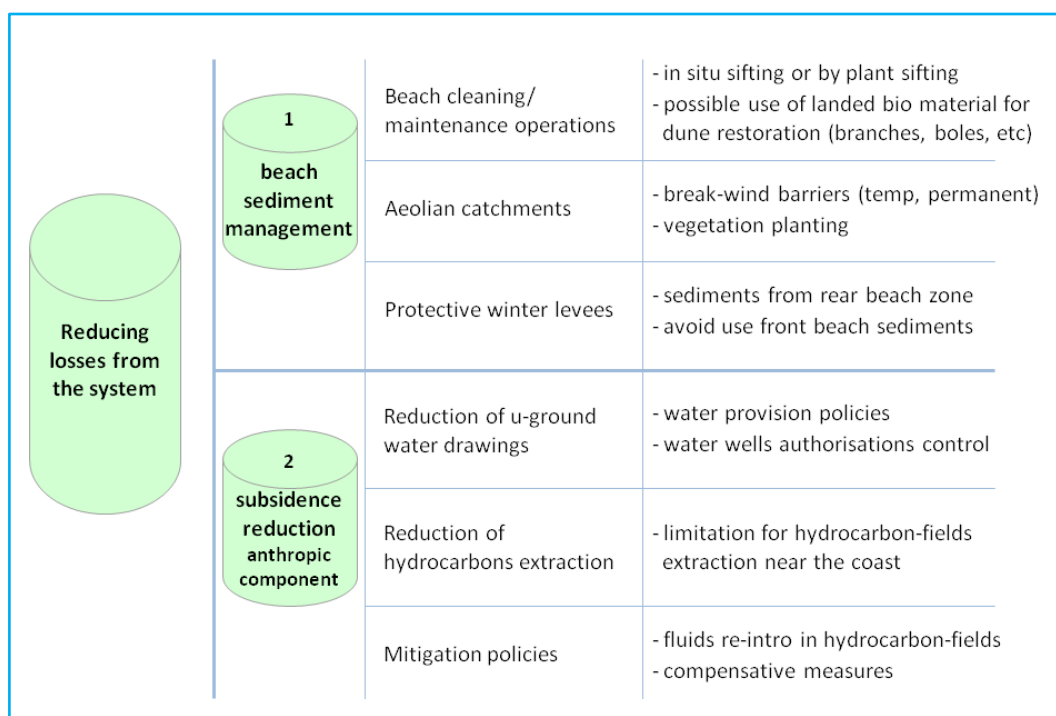 Reducing
losses from
the system
1
beach
sediment
management
Beach cleaning/
maintenance operations
- in situ sifting or by plant sifting
- possible use of landed bio material for
dune restoration (branches, boles, etc)
Aeolian catchments
- break-wind barriers (temp, permanent)
- vegetation planting
Protective winter levees
- sediments from rear beach zone
- avoid use front beach sediments
2
subsidence
reduction
anthropic
component
Reduction of u-ground
water drawings
- water provision policies
- water wells authorisations control
Reduction of
hydrocarbons extraction
- limitation for hydrocarbon-fields
extraction near the coast
Mitigation policies
- fluids re-intro in hydrocarbon-fields
- compensative measures